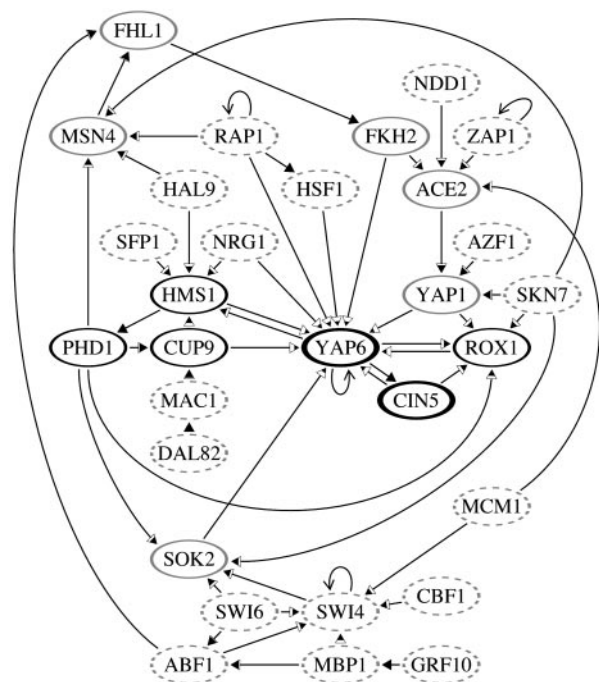 FHL1
NDD1
MSN4
RAP1
FKH2
ZAP1
HAL9
HSF1
ACE2
SFP1
NRG1
AZF1
HMS1
YAP1
SKN7
PHD1
CUP9
YAP6
ROX1
MAC1
CIN5
DAL82
MCM1
SOK2
SWI6
SWI4
CBF1
ABF1
MBP1
GRF10